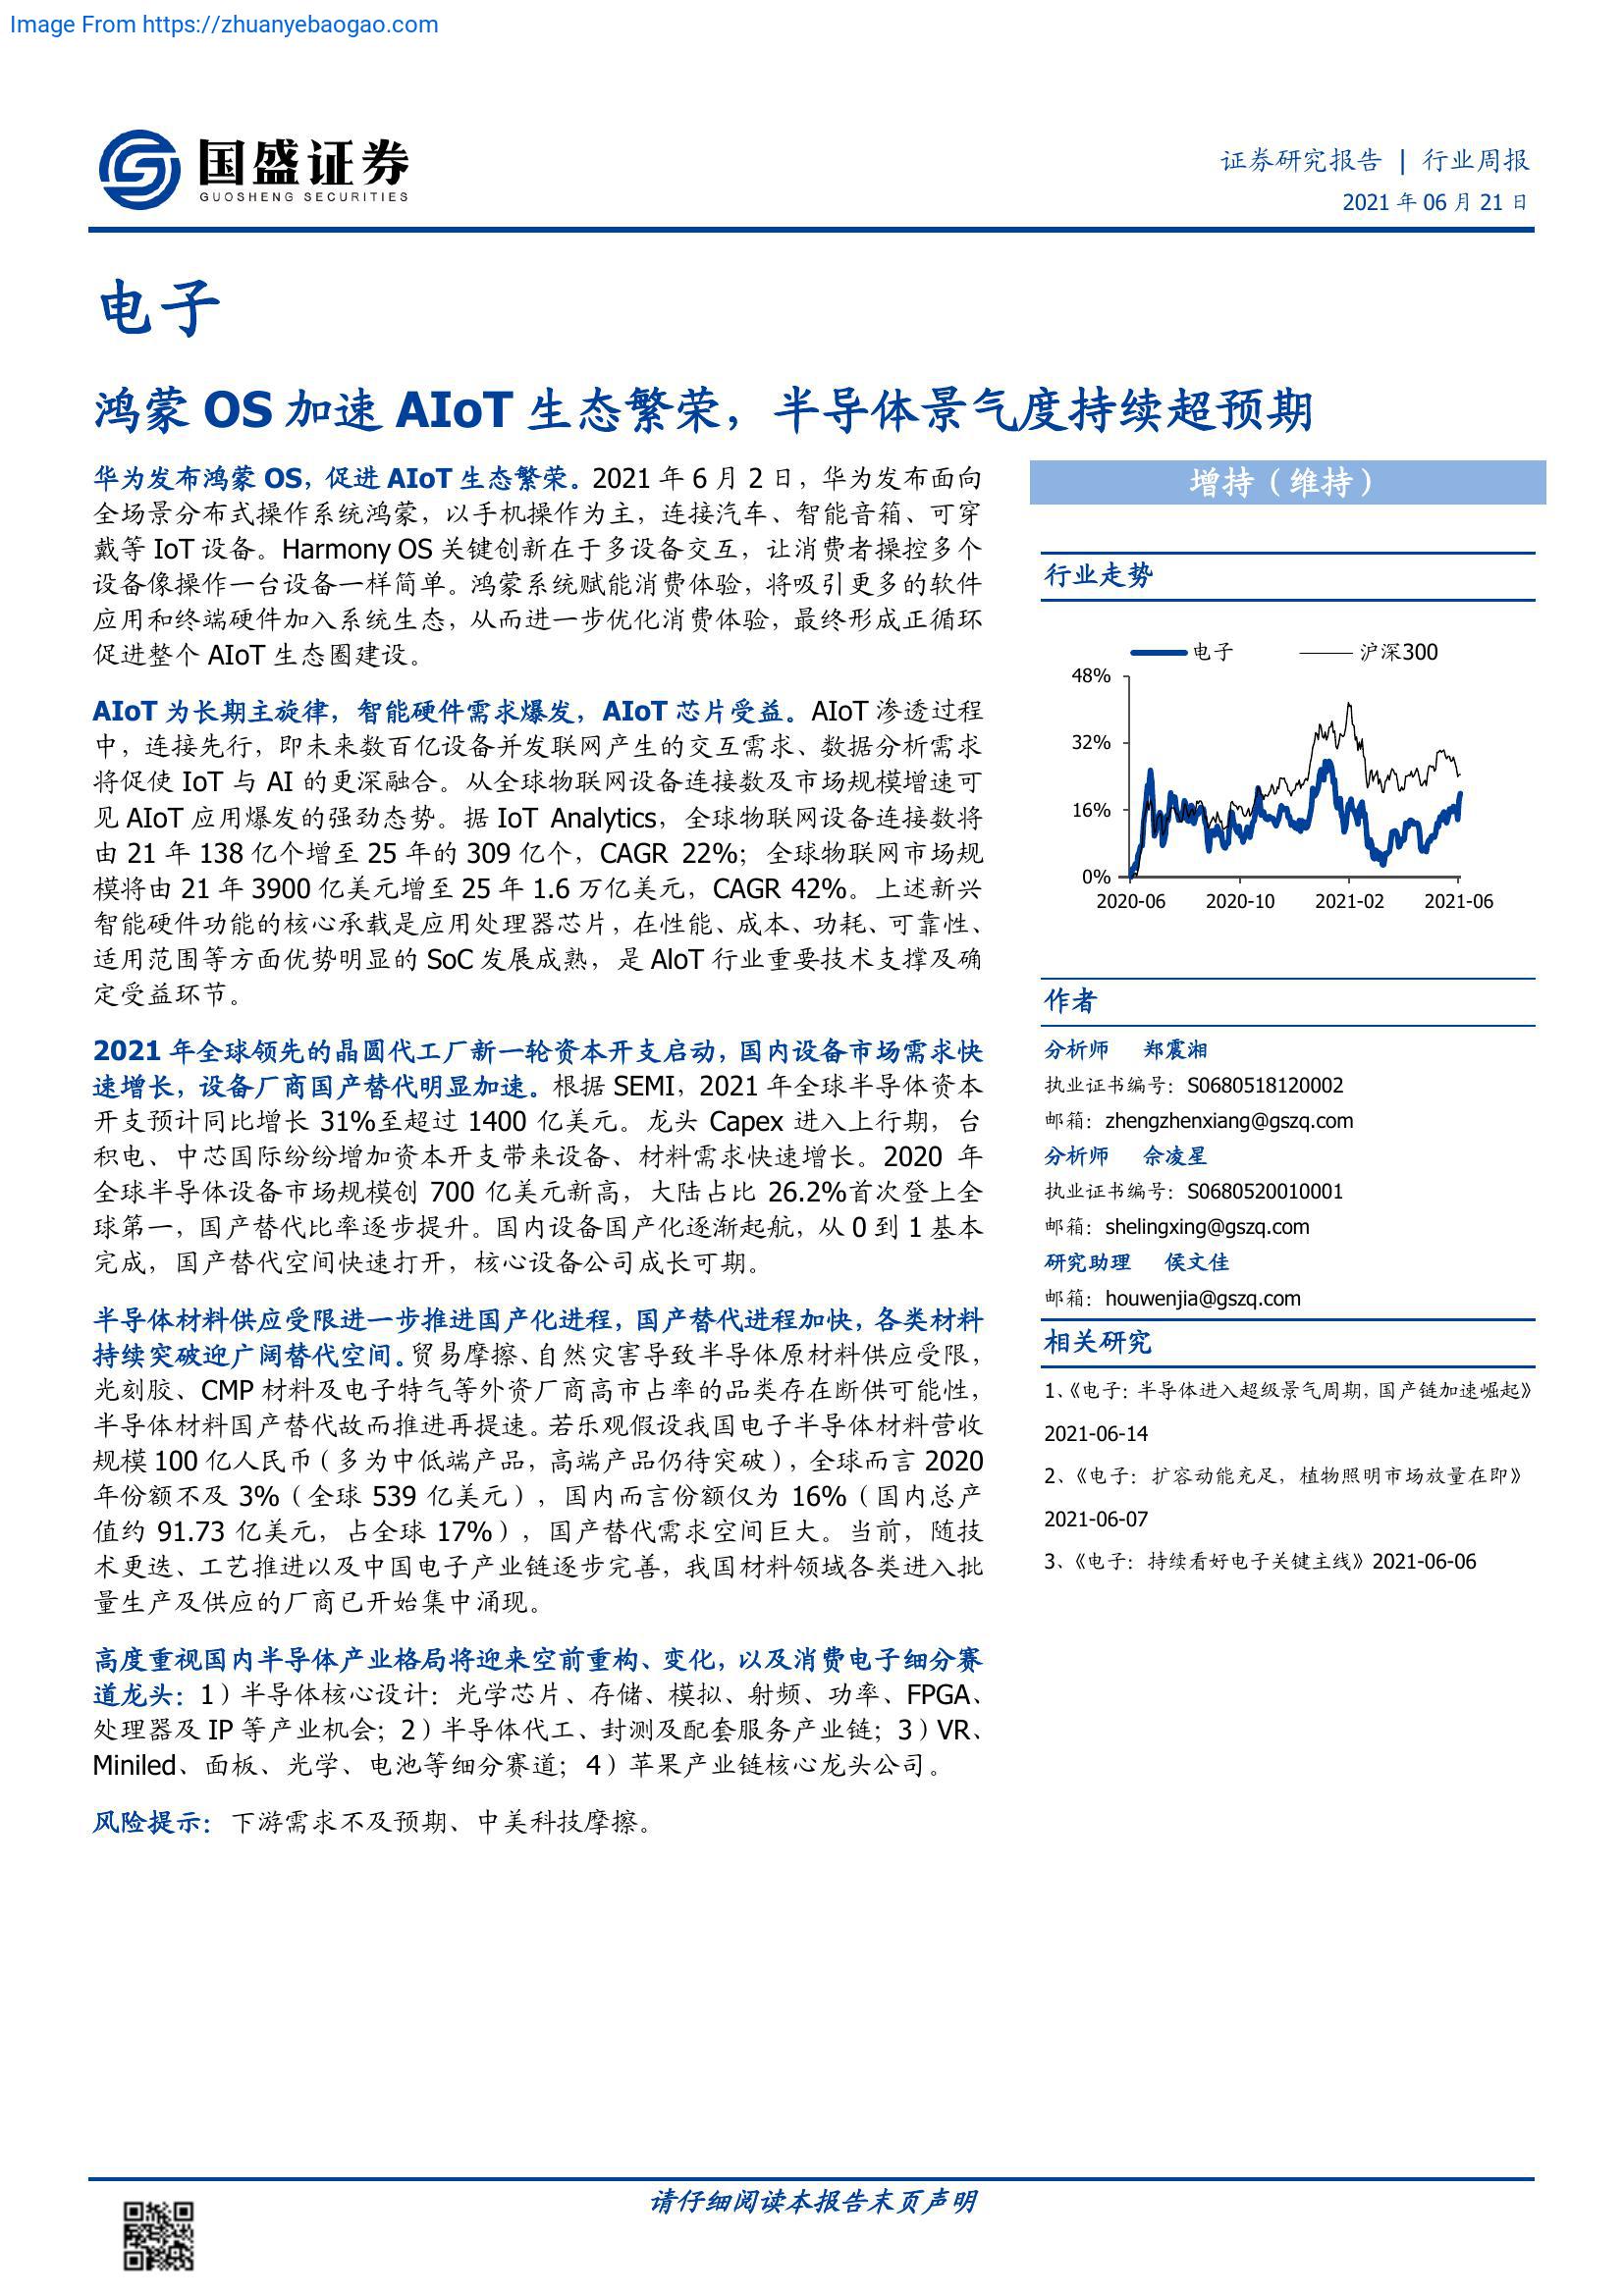 Image From https://zhuanyebaogao.com
国盛证券
GUOSHENG SECURITIES
证券研究报告 | 行业周报
2021 年 06 月 21 日
电子
鸿蒙 OS 加速 AIoT 生态繁荣，半导体景气度持续超预期
华为发布鸿蒙 OS，促进 AIoT 生态繁荣。2021 年 6 月 2 日，华为发布面向
全场景分布式操作系统鸿蒙，以手机操作为主，连接汽车、智能音箱、可穿
戴等 IoT 设备。Harmony OS 关键创新在于多设备交互，让消费者操控多个
设备像操作一台设备一样简单。鸿蒙系统赋能消费体验，将吸引更多的软件
应用和终端硬件加入系统生态，从而进一步优化消费体验，最终形成正循环
促进整个 AIoT 生态圈建设。
AIoT 为长期主旋律，智能硬件需求爆发，AIoT 芯片受益。AIoT 渗透过程
中，连接先行，即未来数百亿设备并发联网产生的交互需求、数据分析需求
将促使 IoT 与 AI 的更深融合。从全球物联网设备连接数及市场规模增速可
见 AIoT 应用爆发的强劲态势。据 IoT Analytics，全球物联网设备连接数将
由 21 年 138 亿个增至 25 年的 309 亿个，CAGR 22%；全球物联网市场规
模将由 21 年 3900 亿美元增至 25 年 1.6 万亿美元，CAGR 42%。上述新兴
智能硬件功能的核心承载是应用处理器芯片，在性能、成本、功耗、可靠性、
适用范围等方面优势明显的 SoC 发展成熟，是 AIoT 行业重要技术支撑及确
定受益环节。
2021 年全球领先的晶圆代工厂新一轮资本开支启动，国内设备市场需求快
速增长，设备厂商国产替代明显加速。根据 SEMI，2021 年全球半导体资本
开支预计同比增长 31%至超过 1400 亿美元。龙头 Capex 进入上行期，台
积电、中芯国际纷纷增加资本开支带来设备、材料需求快速增长。2020 年
全球半导体设备市场规模创 700 亿美元新高，大陆占比 26.2%首次登上全
球第一，国产替代比率逐步提升。国内设备国产化逐渐起航，从 0 到 1 基本
完成，国产替代空间快速打开，核心设备公司成长可期。
半导体材料供应受限进一步推进国产化进程，国产替代进程加快，各类材料
持续突破迎广阔替代空间。贸易摩擦、自然灾害导致半导体原材料供应受限，
光刻胶、CMP 材料及电子特气等外资厂商高市占率的品类存在断供可能性，
半导体材料国产替代故而推进再提速。若乐观假设我国电子半导体材料营收
规模 100 亿人民币（多为中低端产品，高端产品仍待突破），全球而言 2020
年份额不及 3%（全球 539 亿美元），国内而言份额仅为 16%（国内总产
值约 91.73 亿美元，占全球 17%），国产替代需求空间巨大。当前，随技
术更迭、工艺推进以及中国电子产业链逐步完善，我国材料领域各类进入批
量生产及供应的厂商已开始集中涌现。
高度重视国内半导体产业格局将迎来空前重构、变化，以及消费电子细分赛
道龙头：1）半导体核心设计：光学芯片、存储、模拟、射频、功率、FPGA、
处理器及 IP 等产业机会；2）半导体代工、封测及配套服务产业链；3）VR、
Miniled、面板、光学、电池等细分赛道；4）苹果产业链核心龙头公司。
风险提示：下游需求不及预期、中美科技摩擦。
增持（维持）
行业走势
电子 沪深300
48%
32%
16%
0%
2020-06 2020-10 2021-02 2021-06
作者
分析师 郑震湘
执业证书编号：S0680518120002
邮箱：zhengzhenxiang@gszq.com
分析师 佘凌星
执业证书编号：S0680520010001
邮箱：shelingxing@gszq.com
研究助理 侯文佳
邮箱：houwenjia@gszq.com
相关研究
1、《电子：半导体进入超级景气周期，国产链加速崛起》
2021-06-14
2、《电子：扩容动能充足，植物照明市场放量在即》
2021-06-07
3、《电子：持续看好电子关键主线》2021-06-06
请仔细阅读本报告末页声明